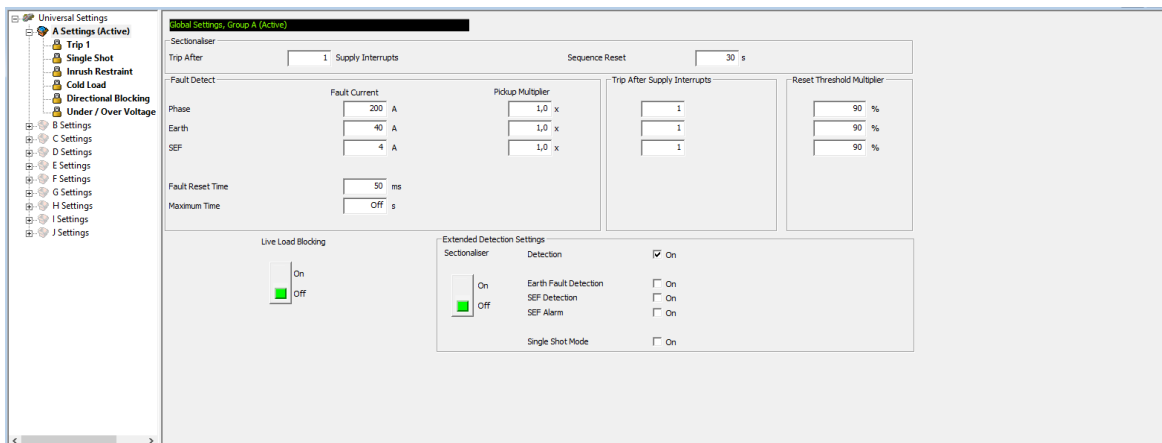 Universal Settings
A Settings (Active)
Trip 1
Single Shot
Inrush Restraint
Cold Load
Directional Blocking
Under / Over Voltage
B Settings
C Settings
D Settings
E Settings
F Settings
G Settings
H Settings
I Settings
J Settings
Global Settings, Group A (Active)
Sectionaliser
Trip After 1 Supply Interrupts Sequence Reset 30 s
Fault Detect Trip After Supply Interrupts Reset Threshold Multiplier
Fault Current Pickup Multiplier
Phase 200 A 1,0 x 1 90 %
Earth 40 A 1,0 x 1 90 %
SEF 4 A 1,0 x 1 90 %
Fault Reset Time 50 ms
Maximum Time Off s
Live Load Blocking
On
Off
Extended Detection Settings
Sectionaliser Detection On
On Earth Fault Detection On
SEF Detection On
Off SEF Alarm On
Single Shot Mode On